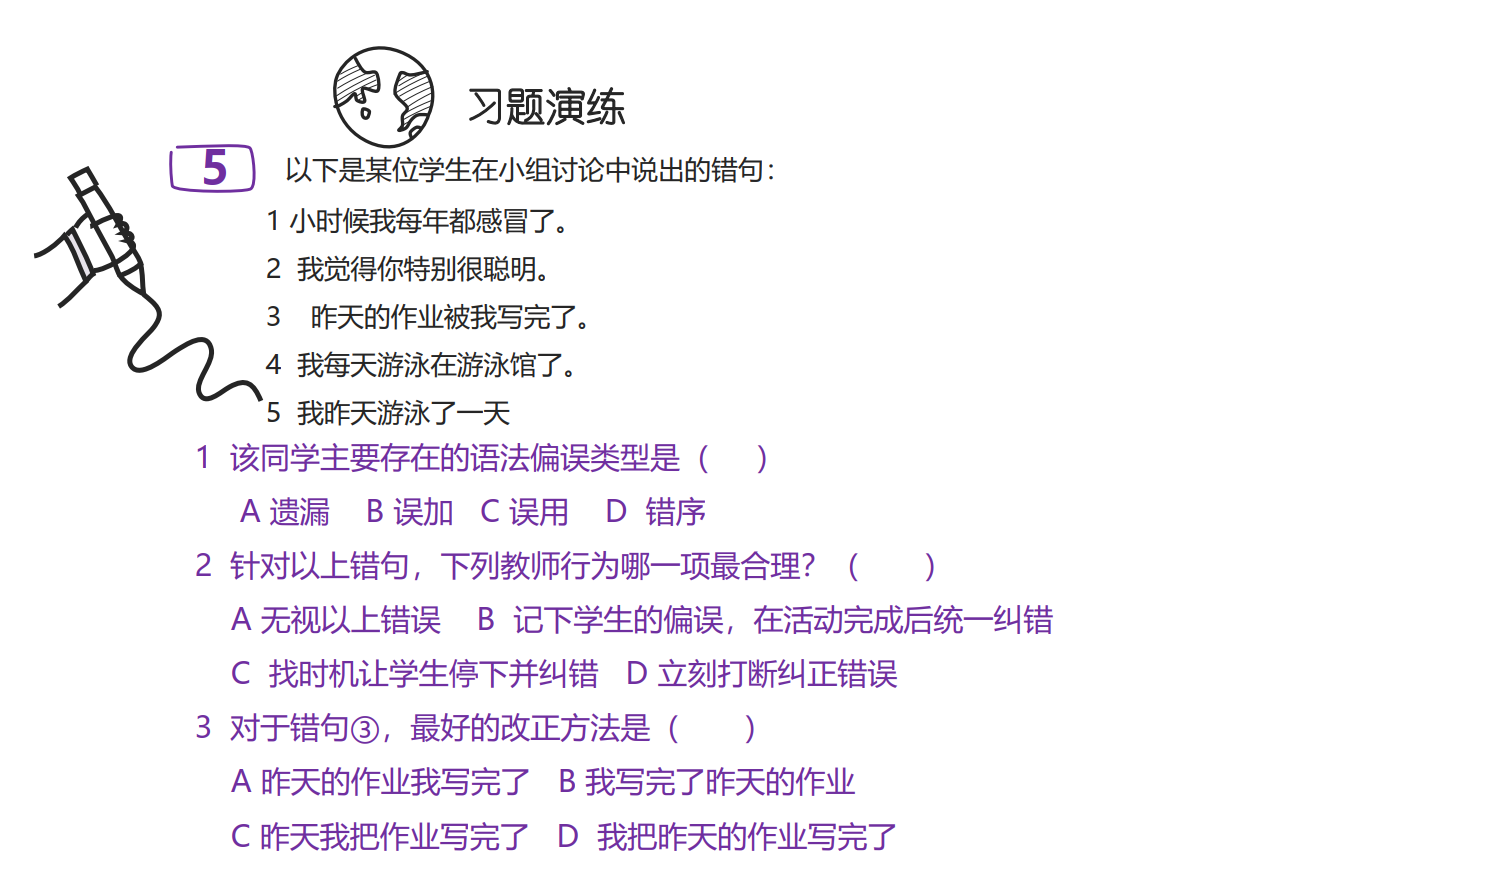 习题演练
5 以下是某位学生在小组讨论中说出的错句：
1 小时候我每年都感冒了。
2 我觉得你特别很聪明。
3 昨天的作业被我写完了。
4 我每天游泳在游泳馆了。
5 我昨天游泳了一天
1 该同学主要存在的语法偏误类型是（ ）
A 遗漏 B 误加 C 误用 D 错序
2 针对以上错句，下列教师行为哪一项最合理？（ ）
A 无视以上错误 B 记下学生的偏误，在活动完成后统一纠错
C 找时机让学生停下并纠错 D 立刻打断纠正错误
3 对于错句③，最好的改正方法是（ ）
A 昨天的作业我写完了 B 我写完了昨天的作业
C 昨天我把作业写完了 D 我把昨天的作业写完了